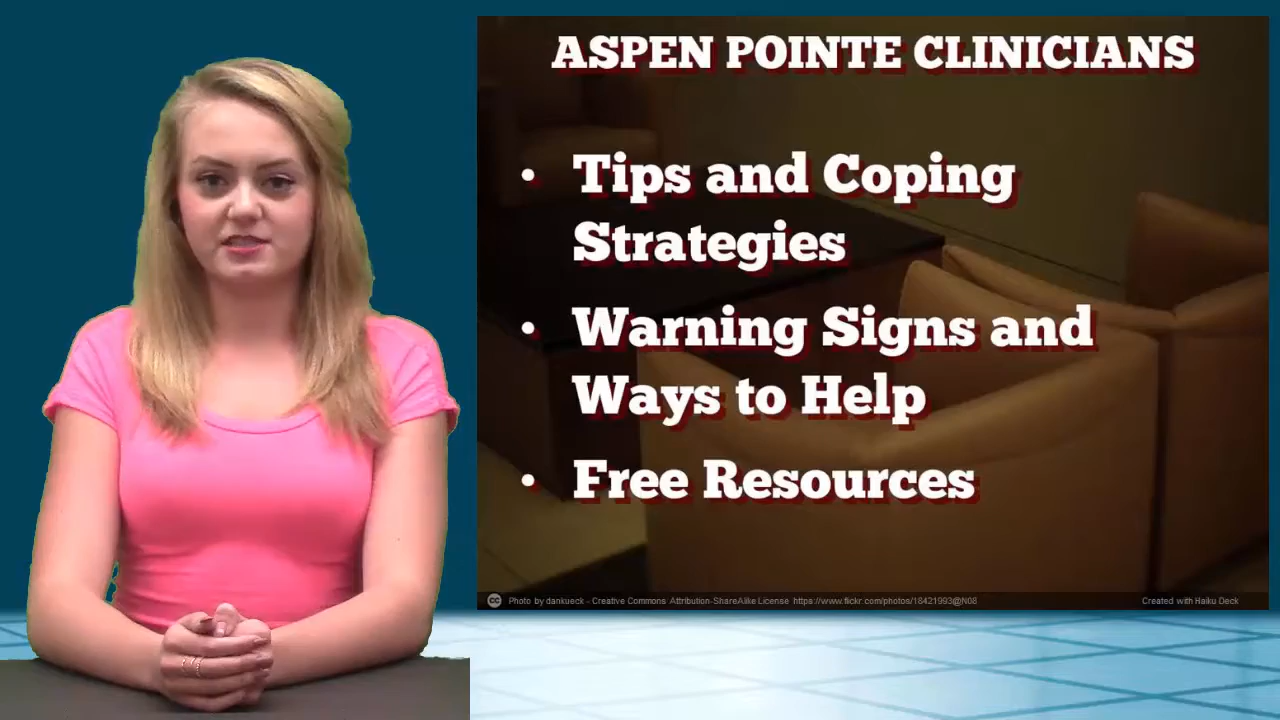 ASPEN POINTE CLINICIANS
• Tips and Coping
Strategies
• Warning Signs and
Ways to Help
• Free Resources
cc Photo by dankueck - Creative Commons Attribution-ShareAlike License https://www.flickr.com/photos/18421993@N08
Created with Haiku Deck